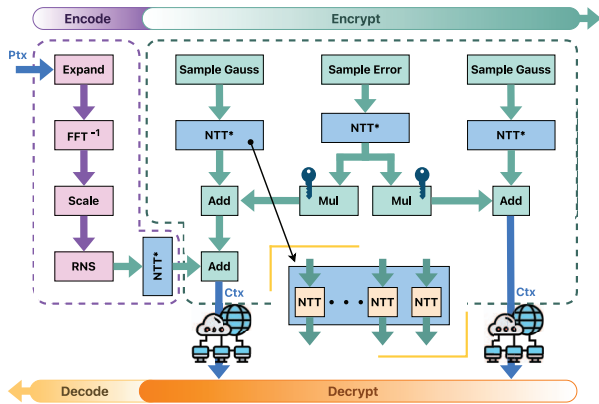 Encode
Encrypt
Ptx
Expand
Sample Gauss
Sample Error
Sample Gauss
FFT⁻¹
NTT*
NTT*
NTT*
Scale
Add
Mul
Mul
Add
RNS
NTT*
Add
Ctx
NTT
• • •
NTT
NTT
Ctx
Decode
Decrypt